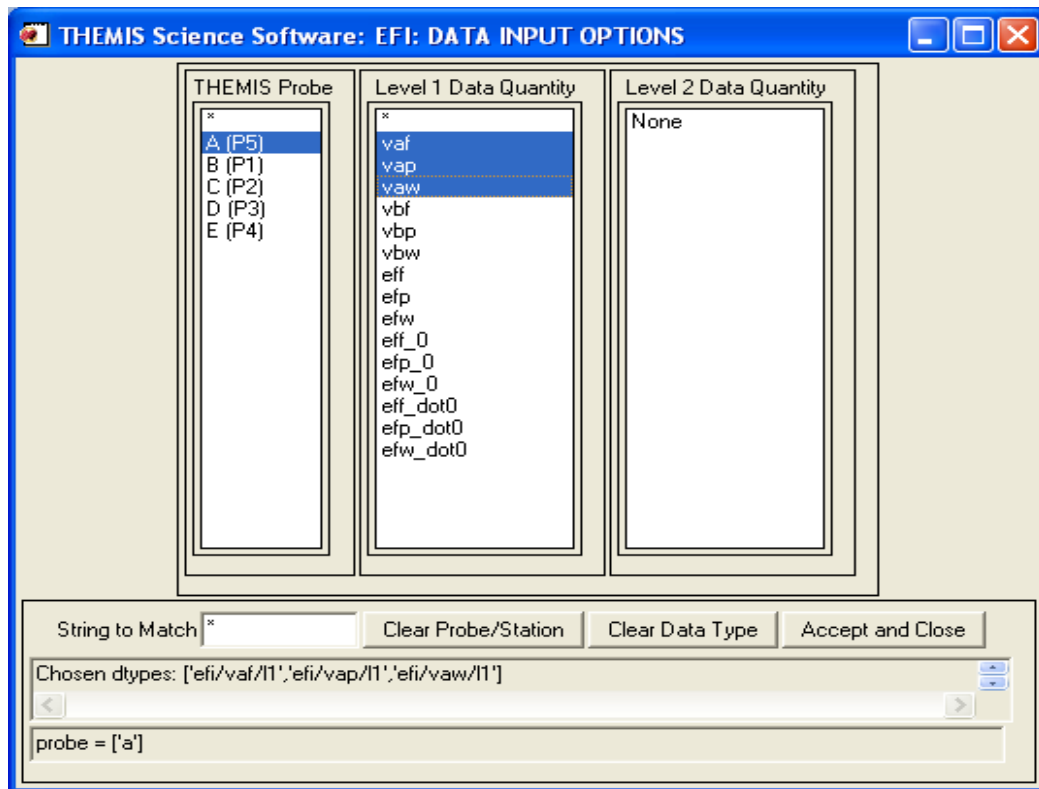 THEMIS Science Software: EFI: DATA INPUT OPTIONS
THEMIS Probe
*
A (P5)
B (P1)
C (P2)
D (P3)
E (P4)
Level 1 Data Quantity
*
vaf
vap
vaw
vbf
vbp
vbw
eff
efp
efw
eff_0
efp_0
efw_0
eff_dot0
efp_dot0
efw_dot0
Level 2 Data Quantity
None
String to Match * Clear Probe/Station Clear Data Type Accept and Close
Chosen dtypes: ['efi/vaf/l1','efi/vap/l1','efi/vaw/l1']
probe = ['a']